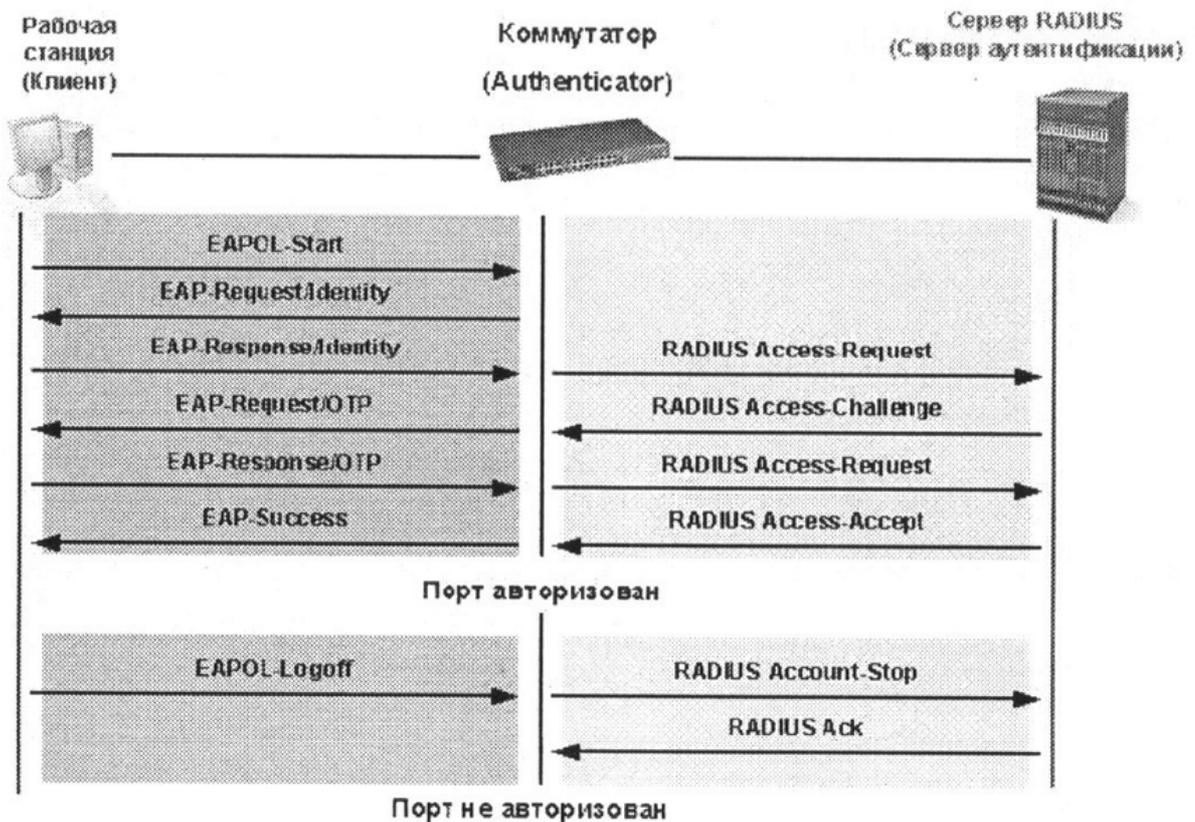 Рабочая
станция
(Клиент)
Коммутатор
(Authenticator)
Сервер RADIUS
(Сервер аутентификации)
EAPOL-Start
EAP-Request/Identity
EAP-Response/Identity
RADIUS Access-Request
EAP-Request/OTP
RADIUS Access-Challenge
EAP-Response/OTP
RADIUS Access-Request
EAP-Success
RADIUS Access-Accept
Порт авторизован
EAPOL-Logoff
RADIUS Account-Stop
RADIUS Ack
Порт не авторизован